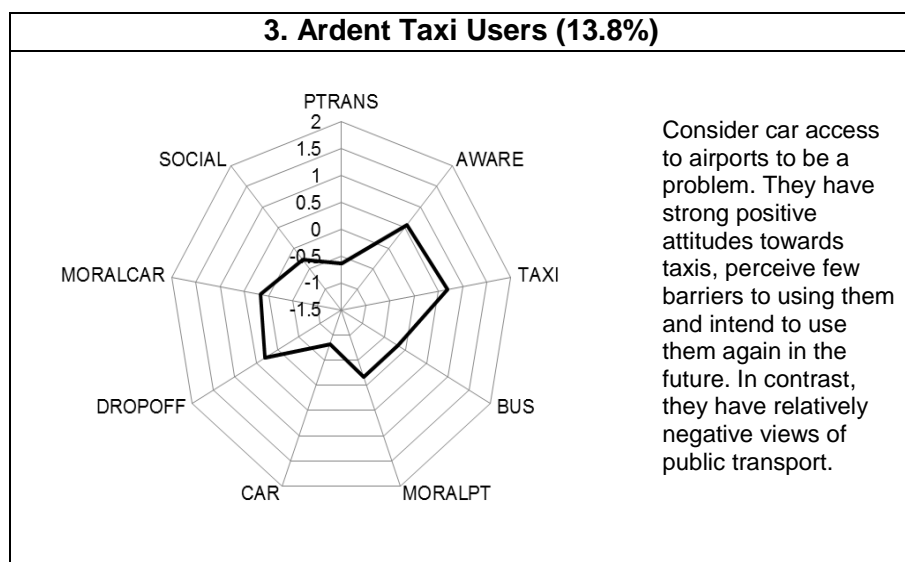 3. Ardent Taxi Users (13.8%)
PTRANS
2
SOCIAL
1.5
AWARE
1
0.5
0
-0.5
-1
-1.5
MORALCAR
TAXI
DROPOFF
BUS
CAR
MORALPT
Consider car access
to airports to be a
problem. They have
strong positive
attitudes towards
taxis, perceive few
barriers to using them
and intend to use
them again in the
future. In contrast,
they have relatively
negative views of
public transport.